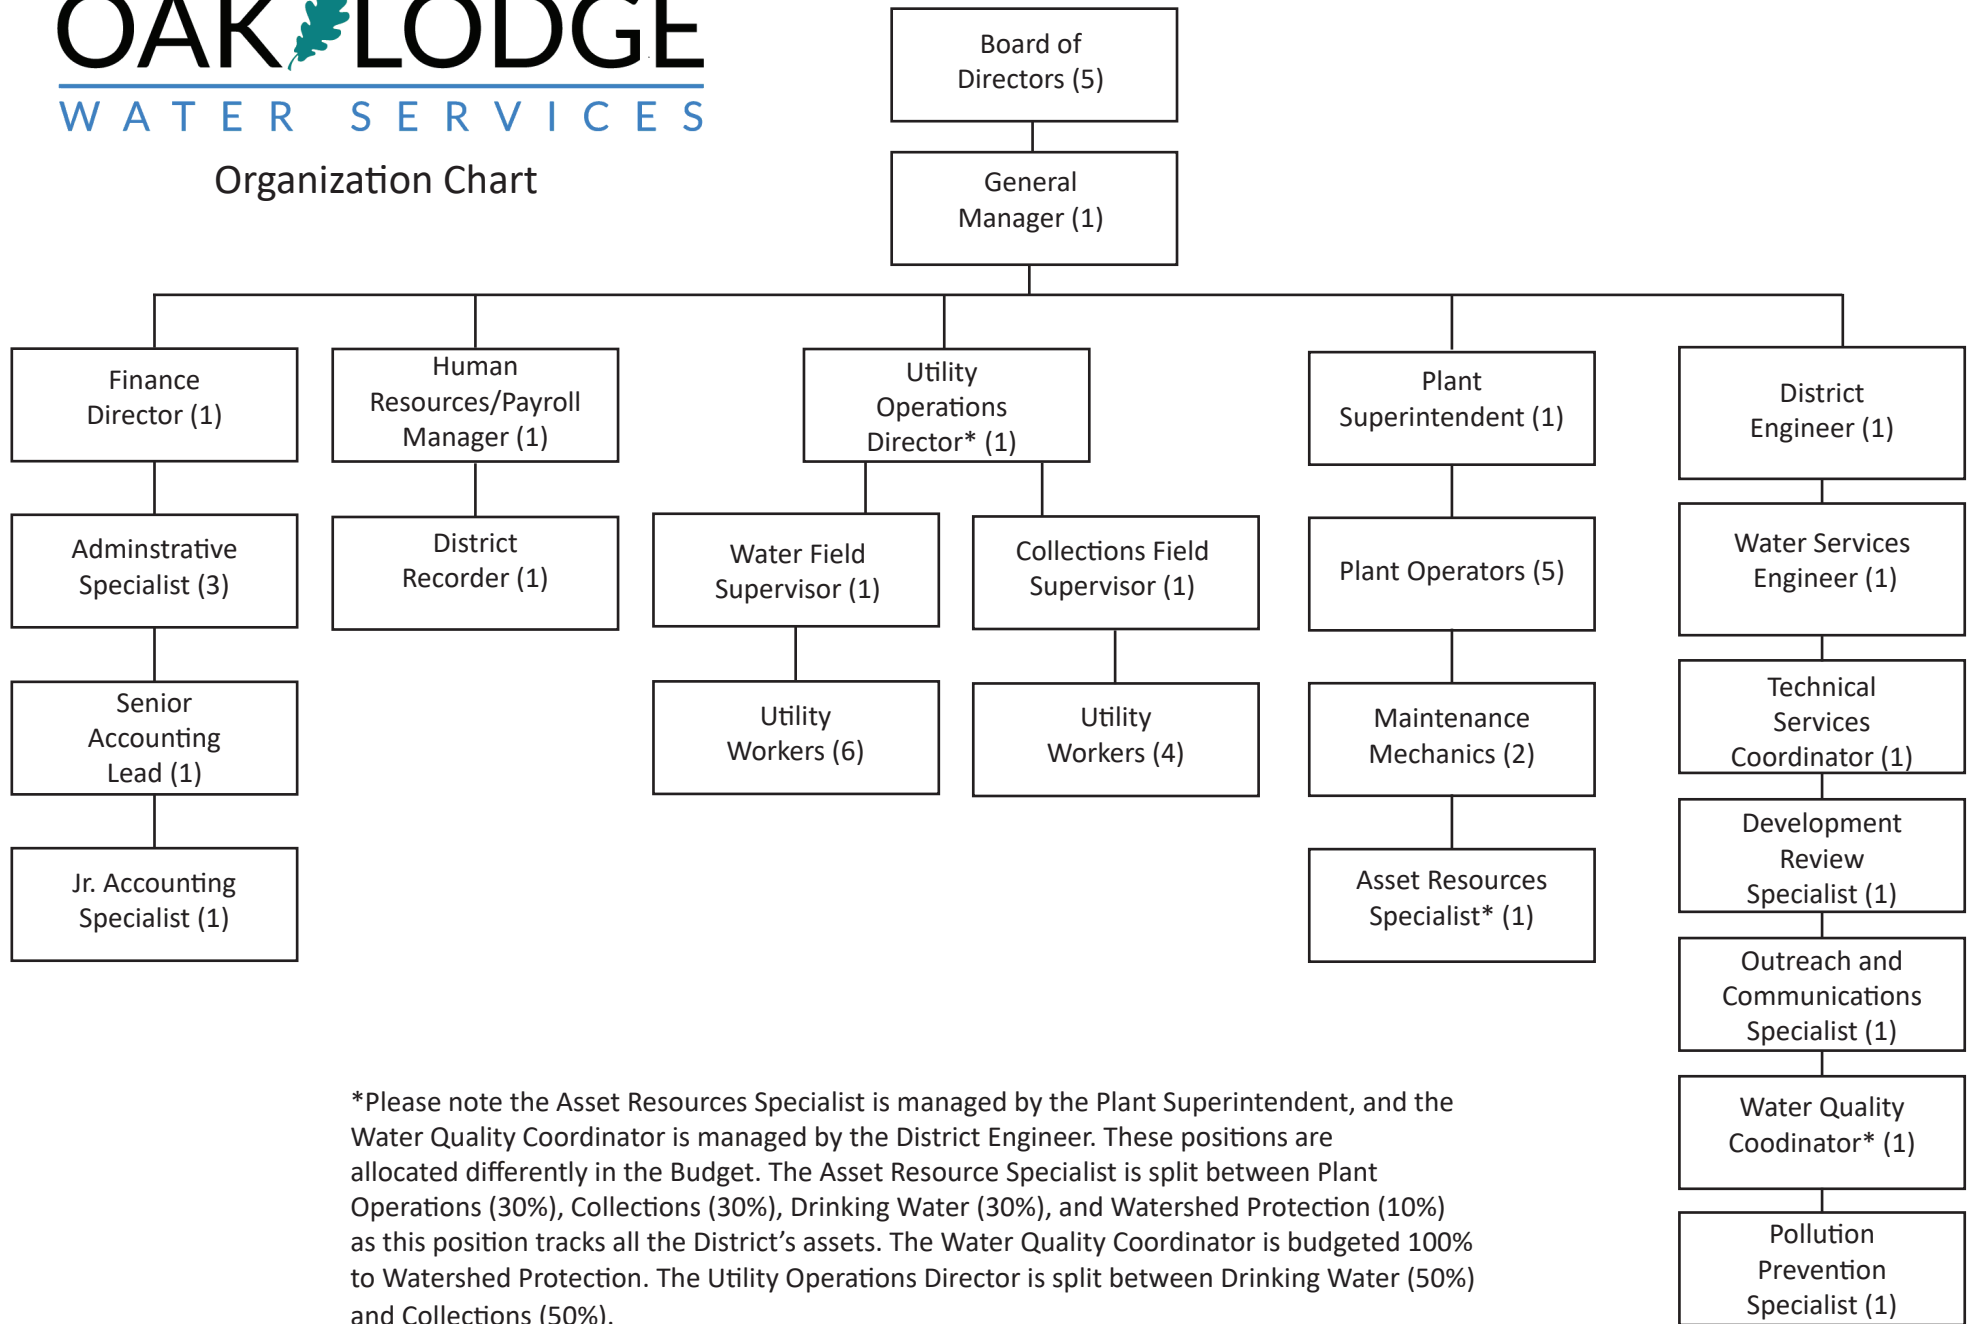 OAK LODGE
WATER SERVICES
Organization Chart
Board of
Directors (5)
General
Manager (1)
Finance
Director (1)
Human
Resources/Payroll
Manager (1)
Utility
Operations
Director* (1)
Plant
Superintendent (1)
District
Engineer (1)
Adminstrative
Specialist (3)
District
Recorder (1)
Water Field
Supervisor (1)
Collections Field
Supervisor (1)
Plant Operators (5)
Water Services
Engineer (1)
Senior
Accounting
Lead (1)
Utility
Workers (6)
Utility
Workers (4)
Maintenance
Mechanics (2)
Technical
Services
Coordinator (1)
Jr. Accounting
Specialist (1)
Asset Resources
Specialist* (1)
Development
Review
Specialist (1)
Outreach and
Communications
Specialist (1)
Water Quality
Coodinator* (1)
Pollution
Prevention
Specialist (1)
*Please note the Asset Resources Specialist is managed by the Plant Superintendent, and the
Water Quality Coordinator is managed by the District Engineer. These positions are
allocated differently in the Budget. The Asset Resource Specialist is split between Plant
Operations (30%), Collections (30%), Drinking Water (30%), and Watershed Protection (10%)
as this position tracks all the District’s assets. The Water Quality Coordinator is budgeted 100%
to Watershed Protection. The Utility Operations Director is split between Drinking Water (50%)
and Collections (50%).